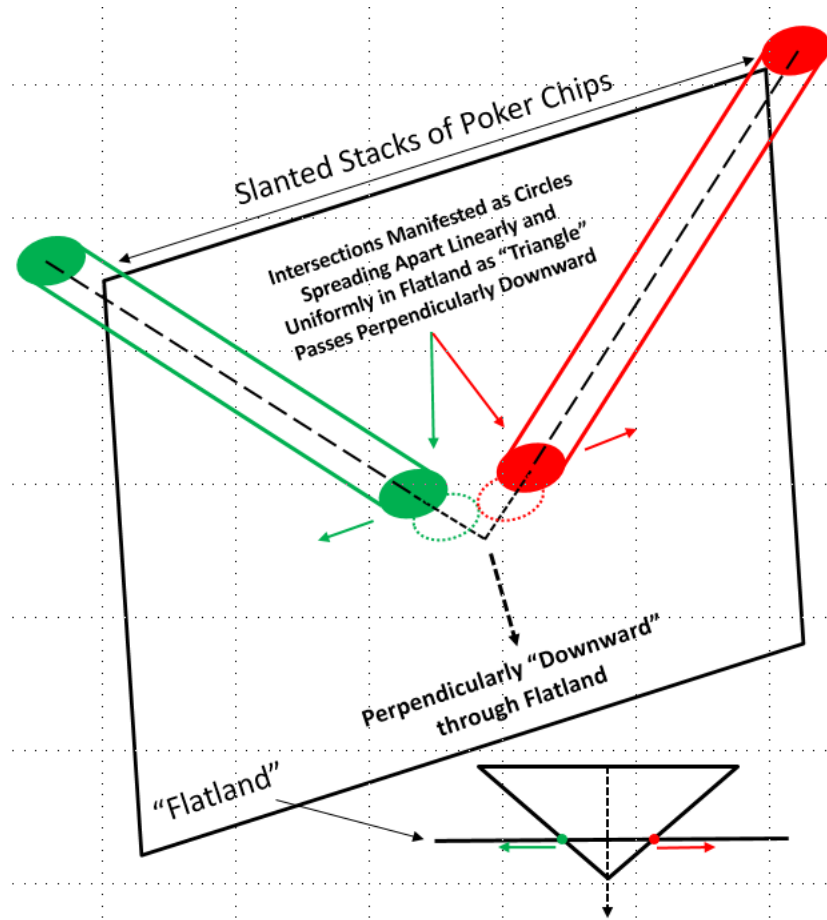 Slanted Stacks of Poker Chips
Intersections Manifested as Circles
Spreading Apart Linearly and
Uniformly in Flatland as “Triangle”
Passes Perpendicularly Downward
Perpendicularly “Downward”
through Flatland
“Flatland”